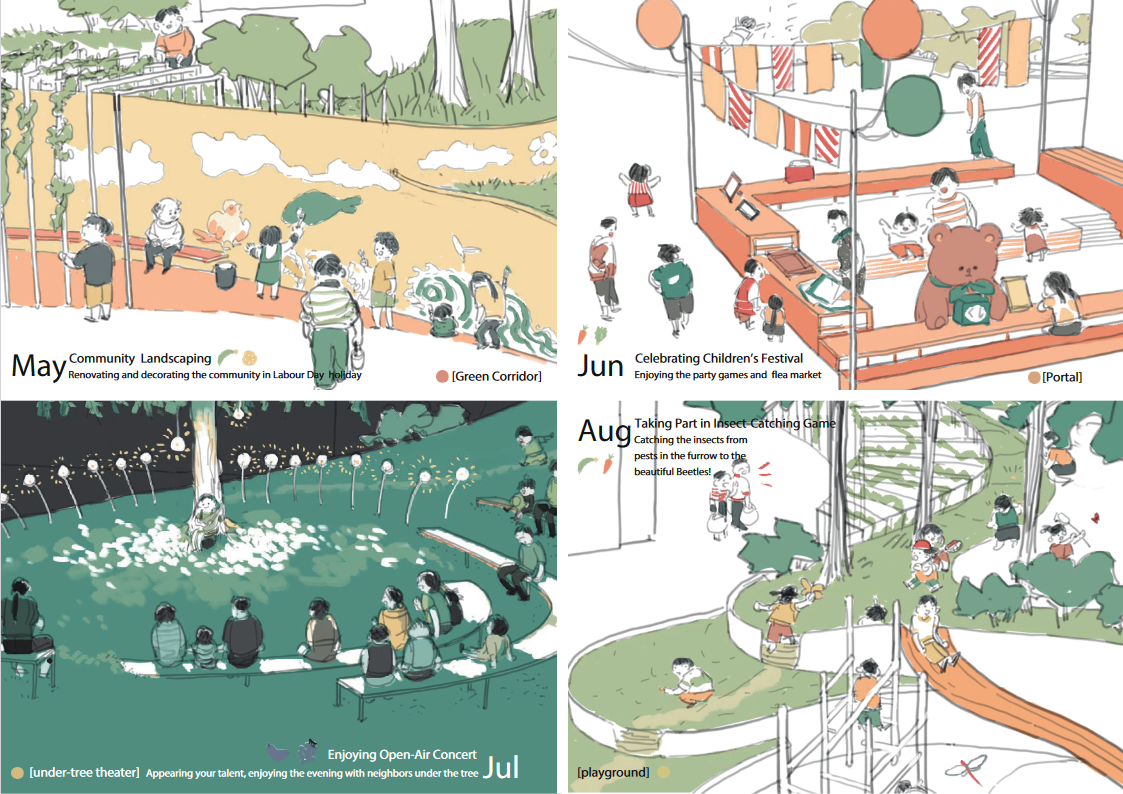 May
Community Landscaping
Renovating and decorating the community in Labour Day holiday
[Green Corridor]
Jun
Celebrating Children's Festival
Enjoying the party games and flea market
[Portal]
Enjoying Open-Air Concert
[under-tree theater] Appearing your talent, enjoying the evening with neighbors under the tree
Jul
Aug
Taking Part in Insect-Catching Game
Catching the insects from
pests in the furrow to the
beautiful Beetles!
[playground]